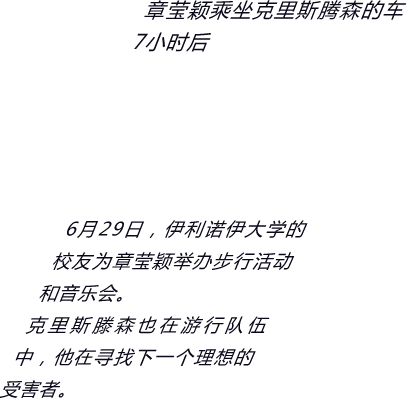 章莹颖乘坐克里斯腾森的车
7小时后
6月29日，伊利诺伊大学的
校友为章莹颖举办步行活动
和音乐会。
克里斯滕森也在游行队伍
中，他在寻找下一个理想的
受害者。